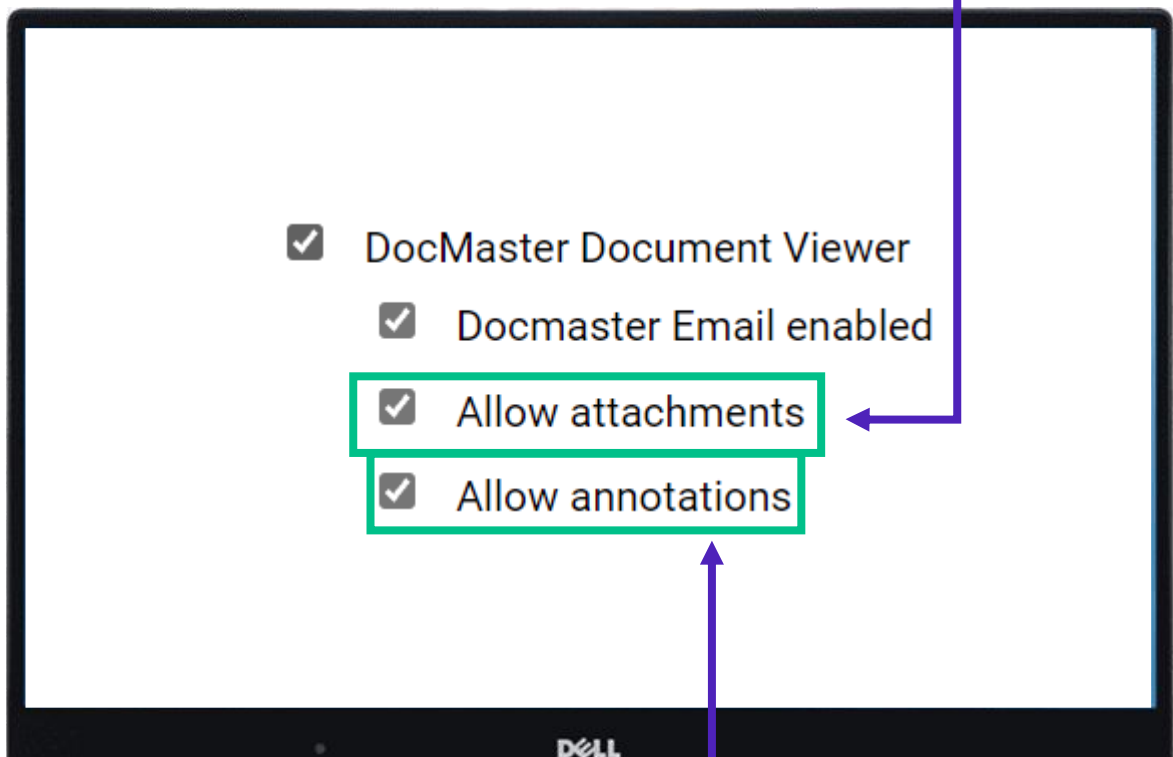 DocMaster Document Viewer
Docmaster Email enabled
Allow attachments
Allow annotations
DELL